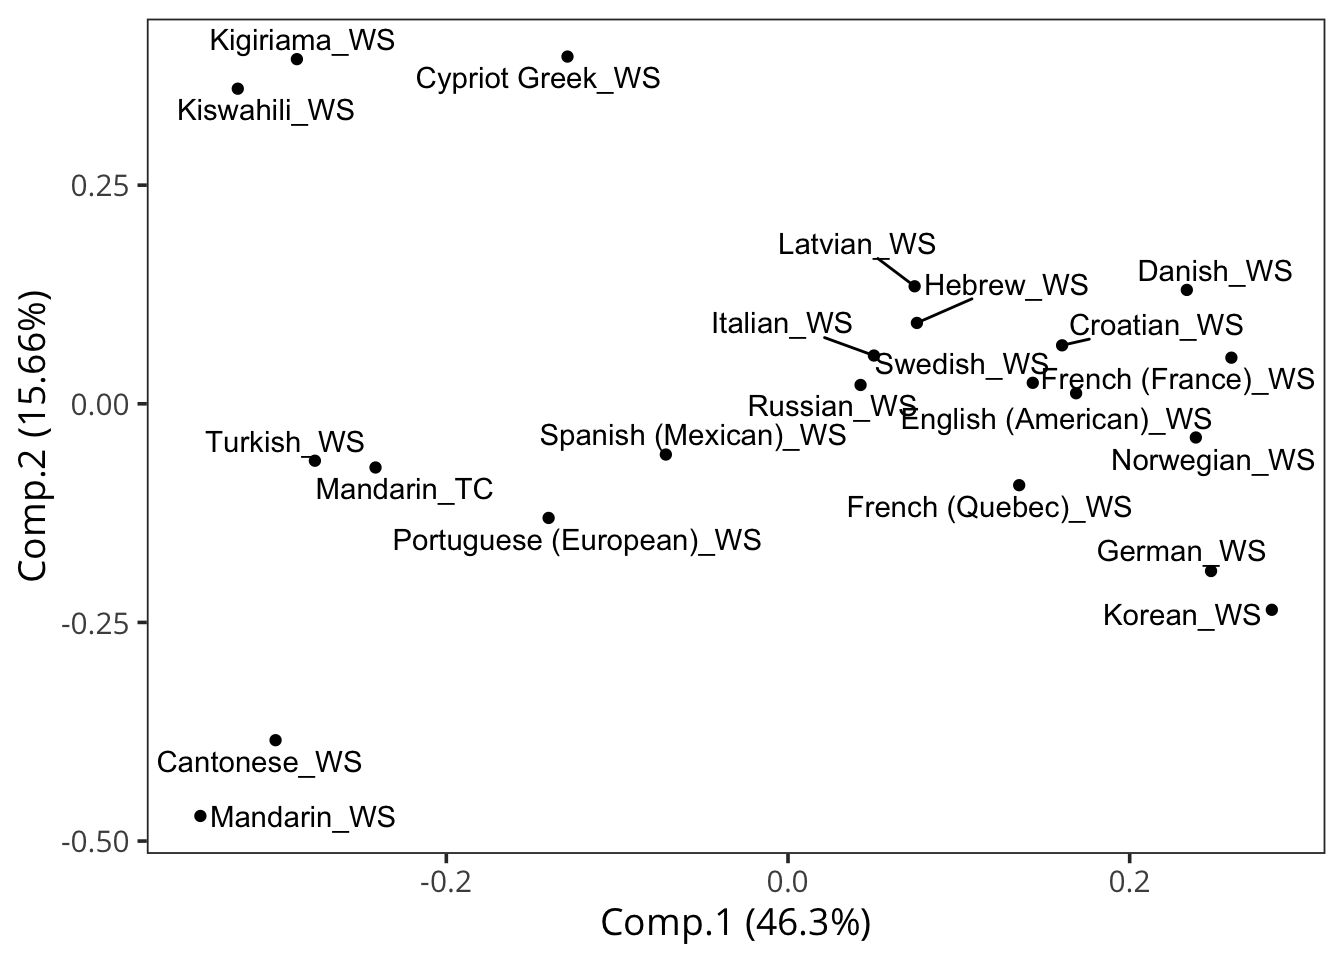 Kigiriama_WS
Cypriot Greek_WS
Kiswahili_WS
0.25
Latvian_WS
Danish_WS
Hebrew_WS
Italian_WS
Croatian_WS
Swedish_WS
French (France)_WS
0.00
Russian_WS
English (American)_WS
Turkish_WS
Spanish (Mexican)_WS
Norwegian_WS
Mandarin_TC
French (Quebec)_WS
Portuguese (European)_WS
German_WS
-0.25
Korean_WS
Cantonese_WS
Mandarin_WS
-0.50
-0.2
0.0
0.2
Comp.1 (46.3%)
Comp.2 (15.66%)